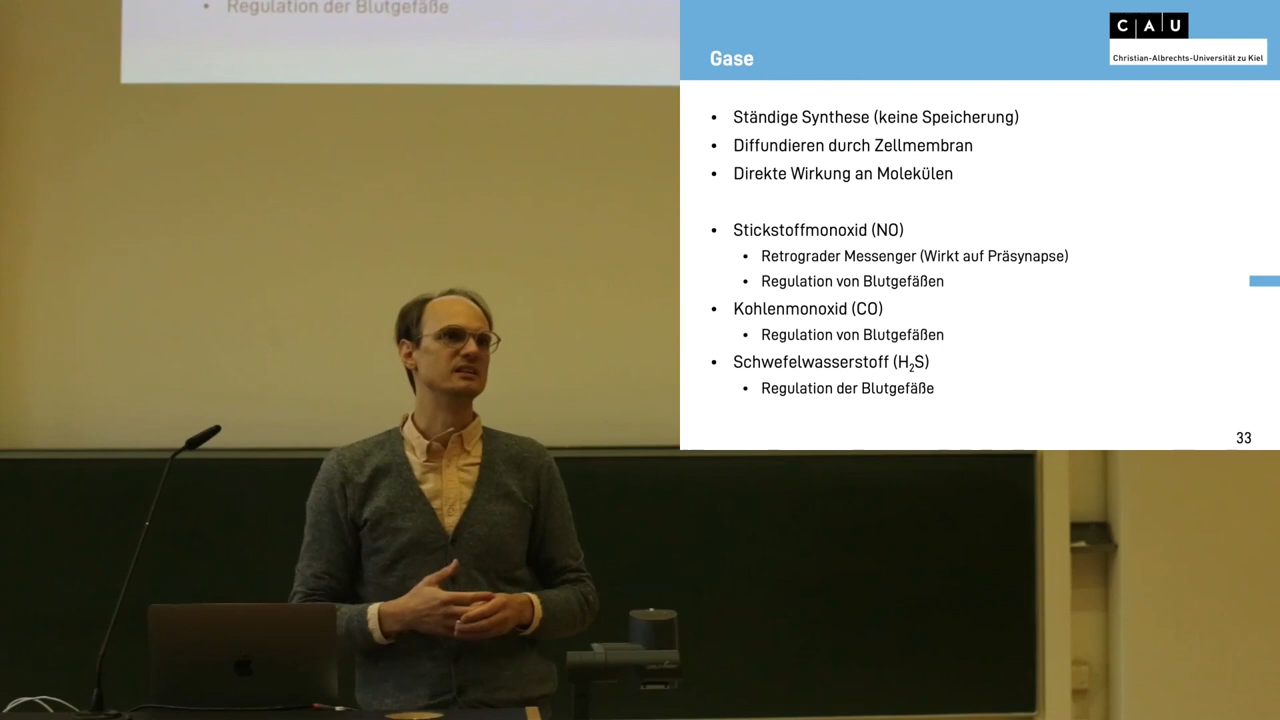 • Regulation der Blutgefäße
Gase
CAU
Christian-Albrechts-Universität zu Kiel
• Ständige Synthese (keine Speicherung)
• Diffundieren durch Zellmembran
• Direkte Wirkung an Molekülen
• Stickstoffmonoxid (NO)
• Retrograder Messenger (Wirkt auf Präsynapse)
• Regulation von Blutgefäßen
• Kohlenmonoxid (CO)
• Regulation von Blutgefäßen
• Schwefelwasserstoff (H₂S)
• Regulation der Blutgefäße
33